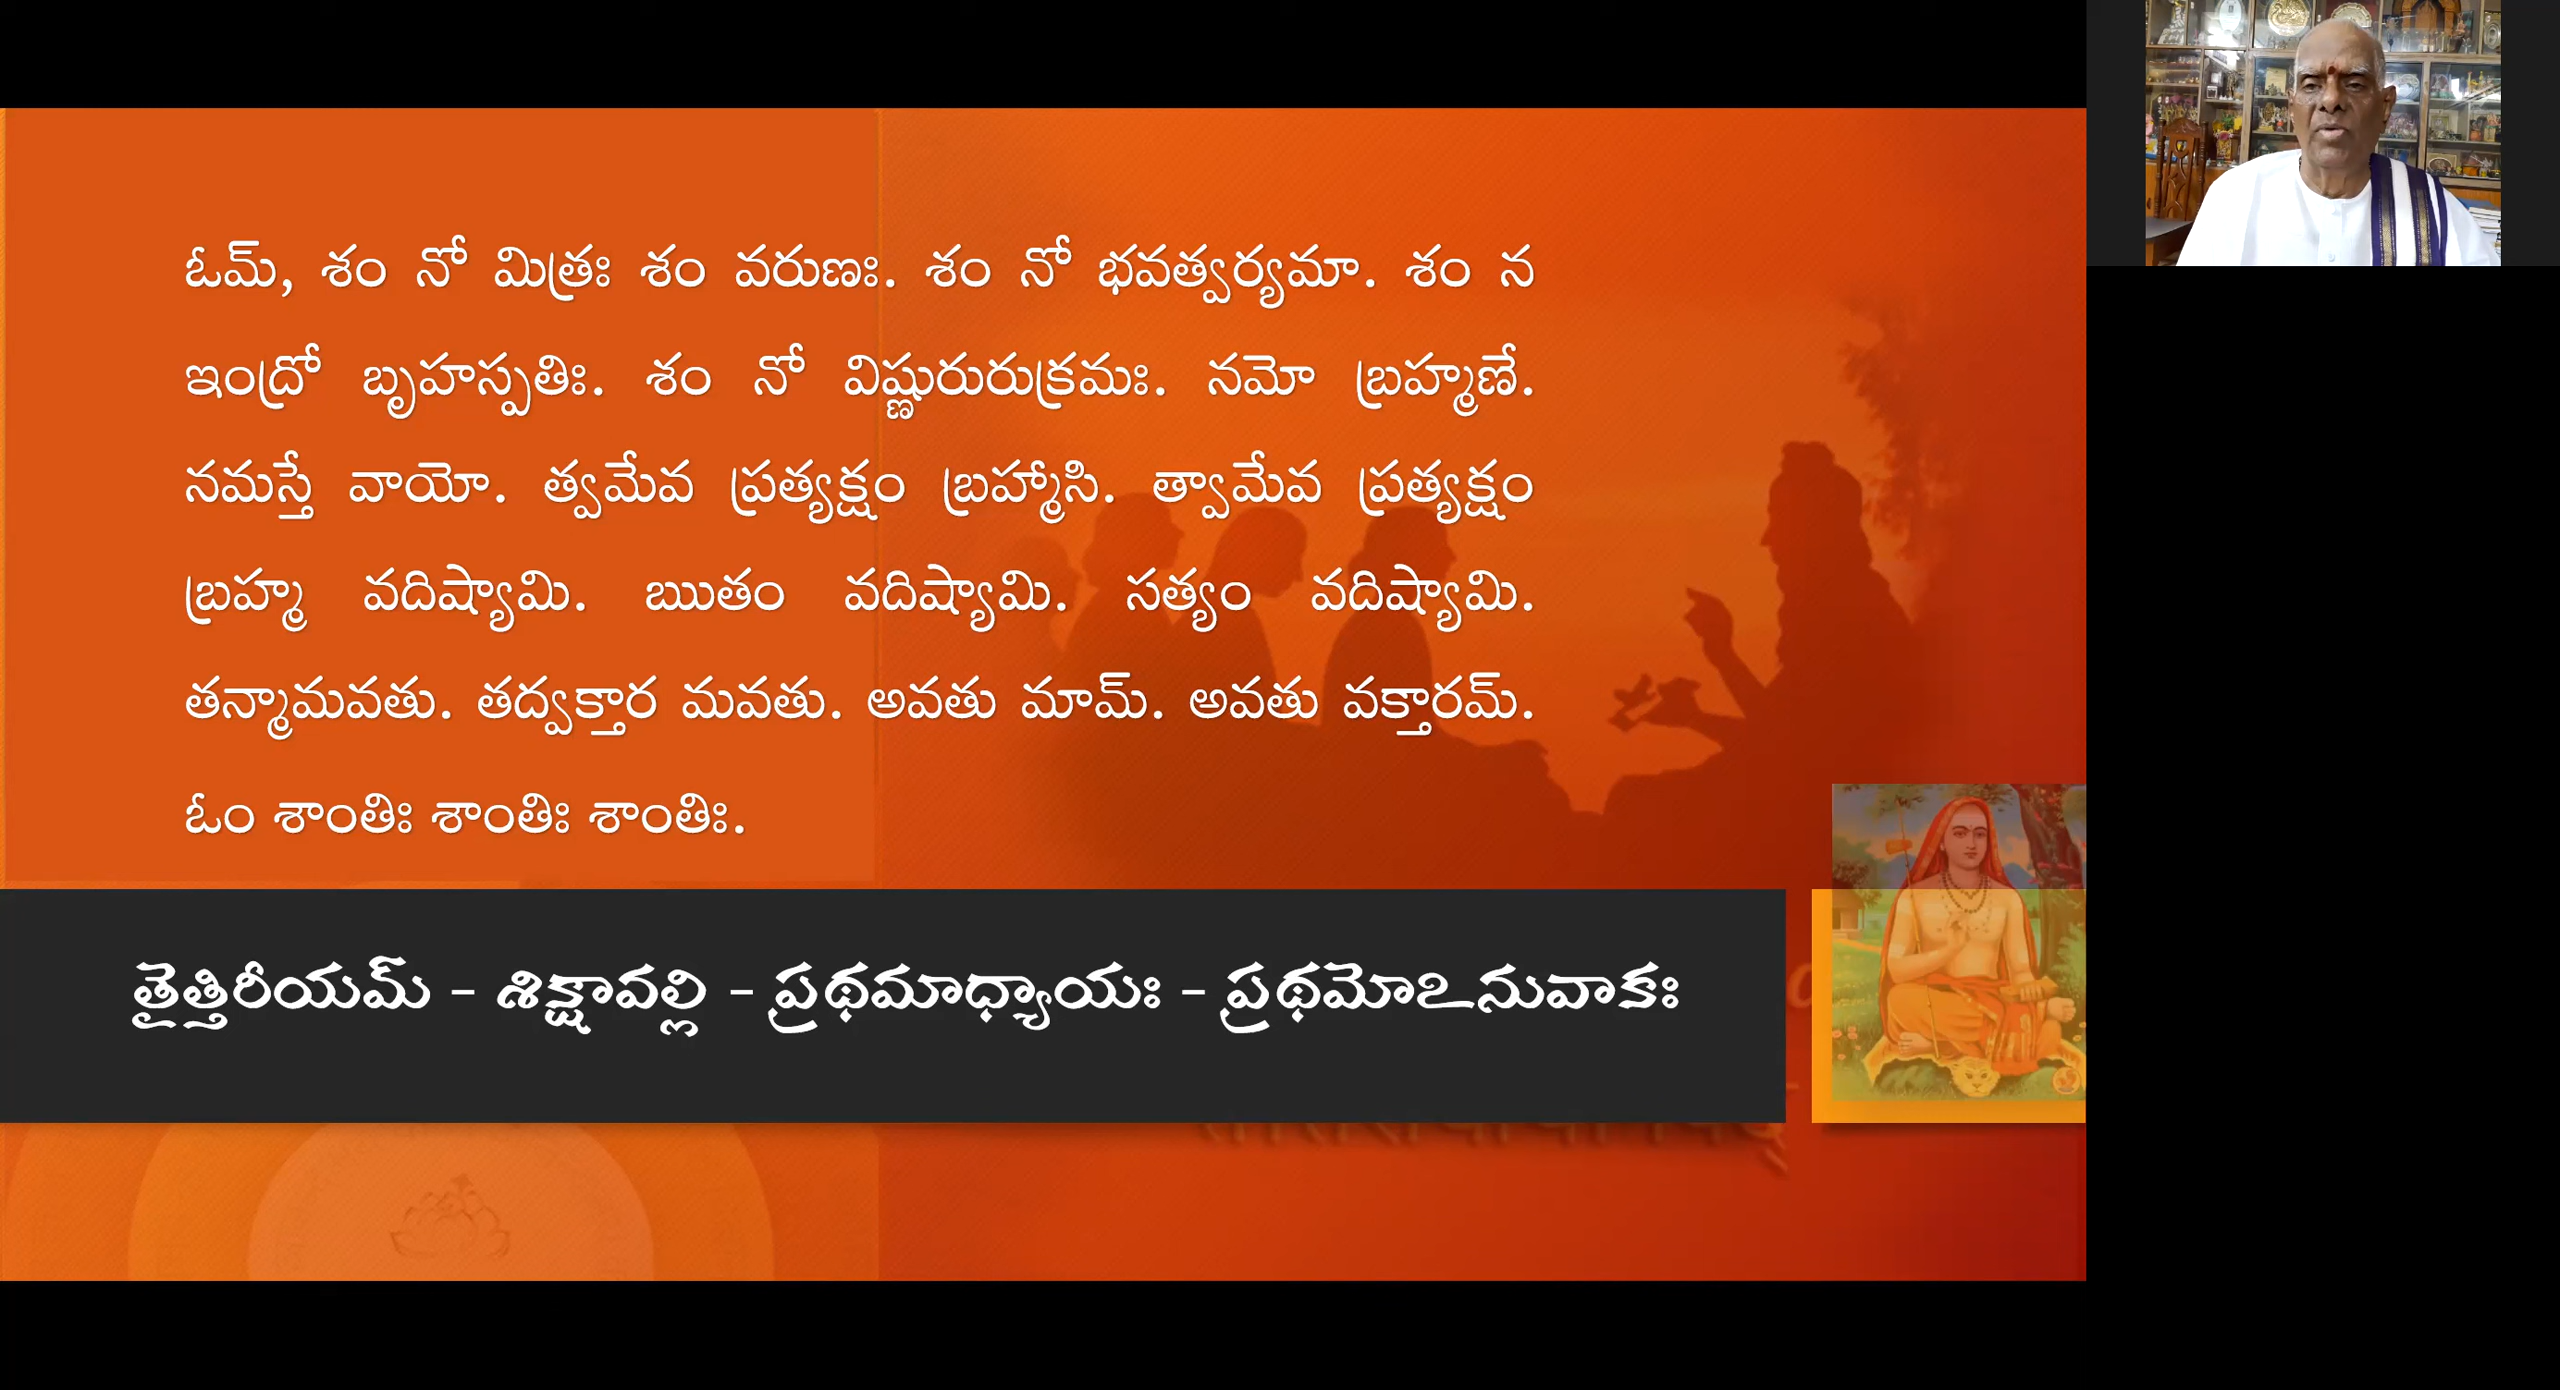 ఓమ్, శం నో మిత్రః శం వరుణః. శం నో భవత్వర్యమా. శం న
ఇంద్రో బృహస్పతిః. శం నో విష్ణురురుక్రమః. నమో బ్రహ్మణే.
నమస్తే వాయో. త్వమేవ ప్రత్యక్షం బ్రహ్మాసి. త్వామేవ ప్రత్యక్షం
బ్రహ్మ వదిష్యామి. ఋతం వదిష్యామి. సత్యం వదిష్యామి.
తన్మామవతు. తద్వక్తార మవతు. అవతు మామ్. అవతు వక్తారమ్.
ఓం శాంతిః శాంతిః శాంతిః.
తైత్తిరీయమ్ - శిక్షావల్లి - ప్రథమాధ్యాయః - ప్రథమోఽనువాకః